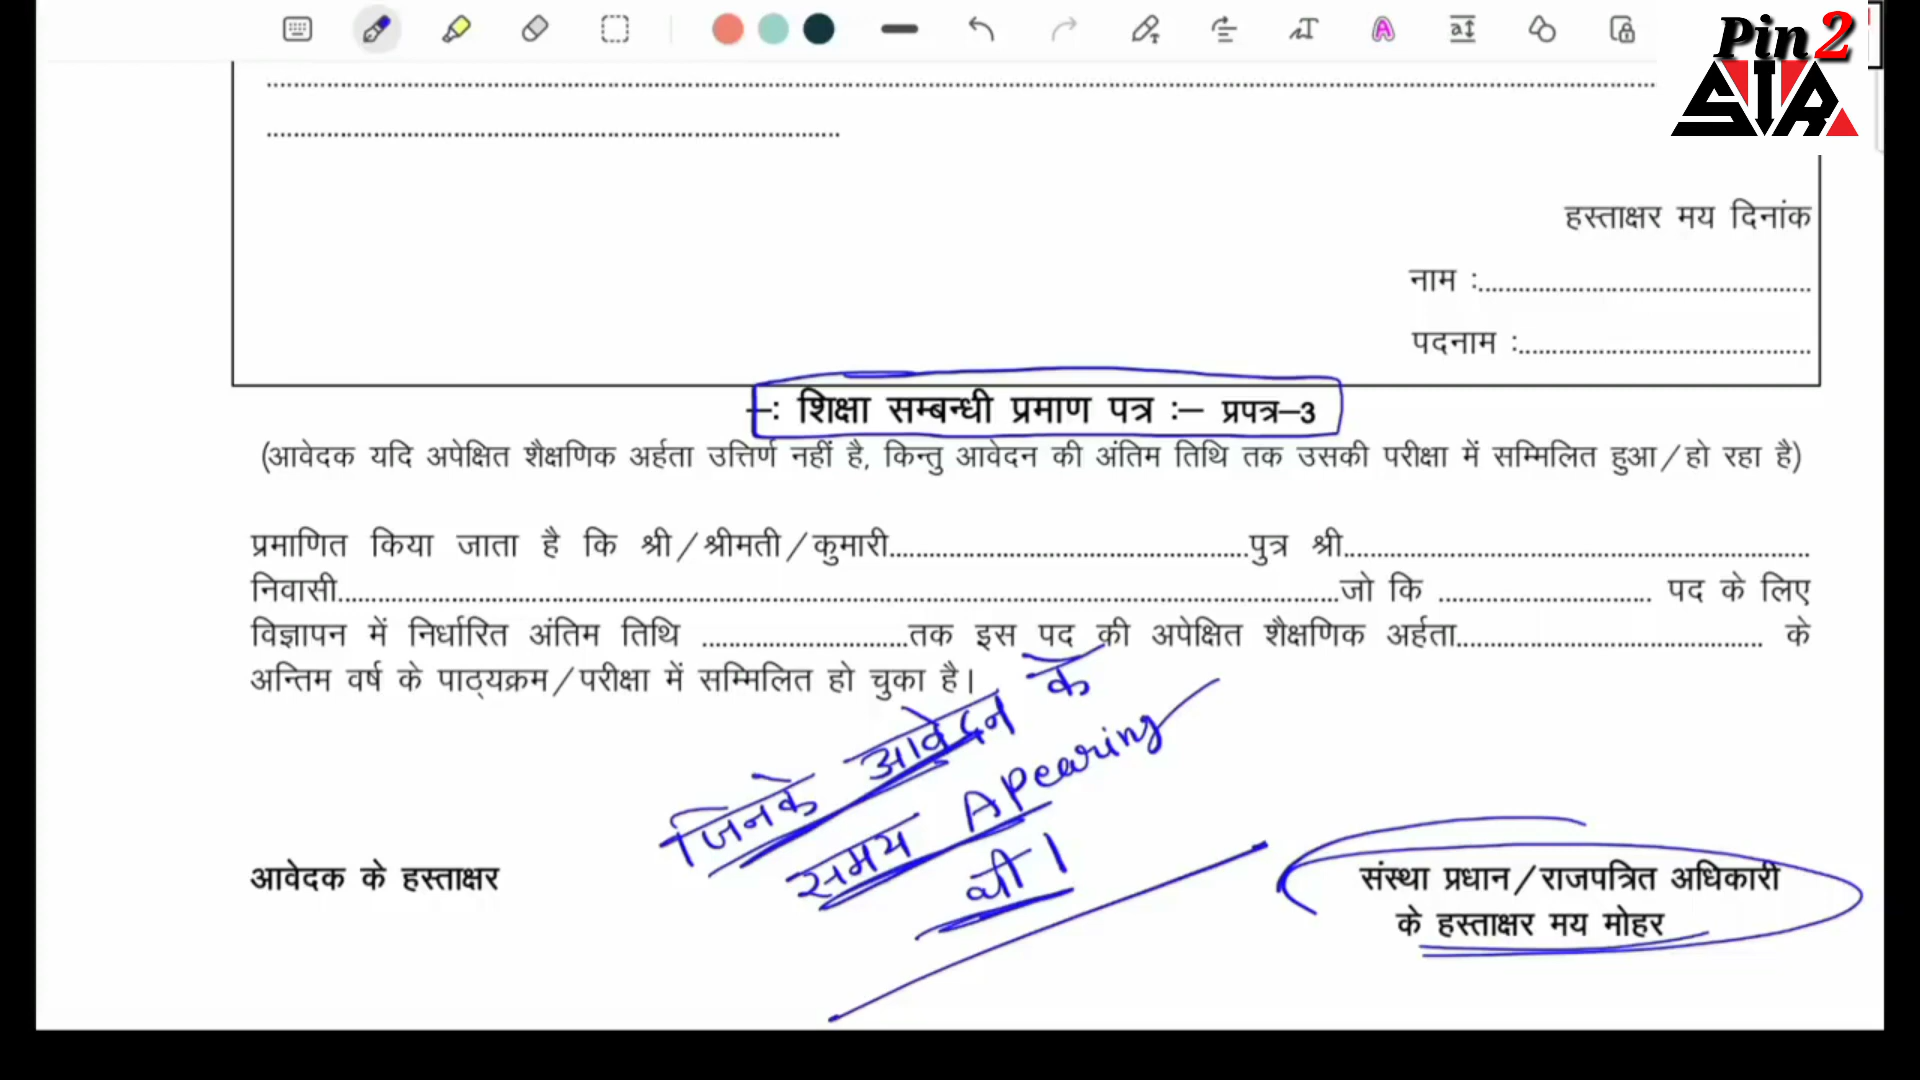 Pin2
STAR
हस्ताक्षर मय दिनांक
नाम :......................................................
पदनाम :...............................................
–: शिक्षा सम्बन्धी प्रमाण पत्र :– प्रपत्र–3
(आवेदक यदि अपेक्षित शैक्षणिक अर्हता उत्तिर्ण नहीं है, किन्तु आवेदन की अंतिम तिथि तक उसकी परीक्षा में सम्मिलित हुआ/हो रहा है)
प्रमाणित किया जाता है कि श्री/श्रीमती/कुमारी......................................................पुत्र श्री......................................................................
निवासी......................................................................................................................................................जो कि ................................ पद के लिए
विज्ञापन में निर्धारित अंतिम तिथि ...............................तक इस पद की अपेक्षित शैक्षणिक अर्हता.............................................. के
अन्तिम वर्ष के पाठ्यक्रम/परीक्षा में सम्मिलित हो चुका है।
जिनके आवेदन के
समय APearing
थी।
आवेदक के हस्ताक्षर
संस्था प्रधान/राजपत्रित अधिकारी
के हस्ताक्षर मय मोहर